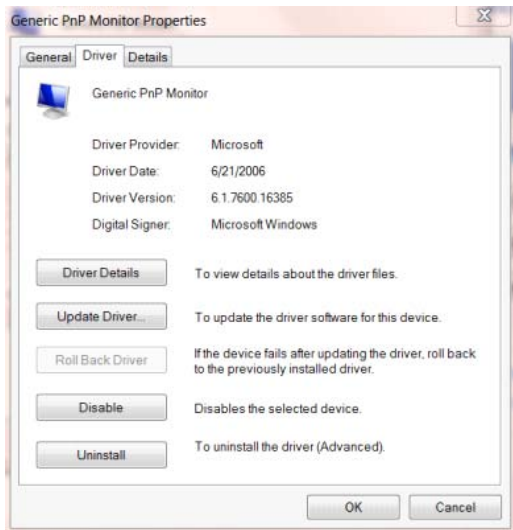 Generic PnP Monitor Properties
General Driver Details
Generic PnP Monitor
Driver Provider: Microsoft
Driver Date: 6/21/2006
Driver Version: 6.1.7600.16385
Digital Signer: Microsoft Windows
Driver Details To view details about the driver files.
Update Driver... To update the driver software for this device.
Roll Back Driver If the device fails after updating the driver, roll back
to the previously installed driver.
Disable Disables the selected device.
Uninstall To uninstall the driver (Advanced).
OK Cancel